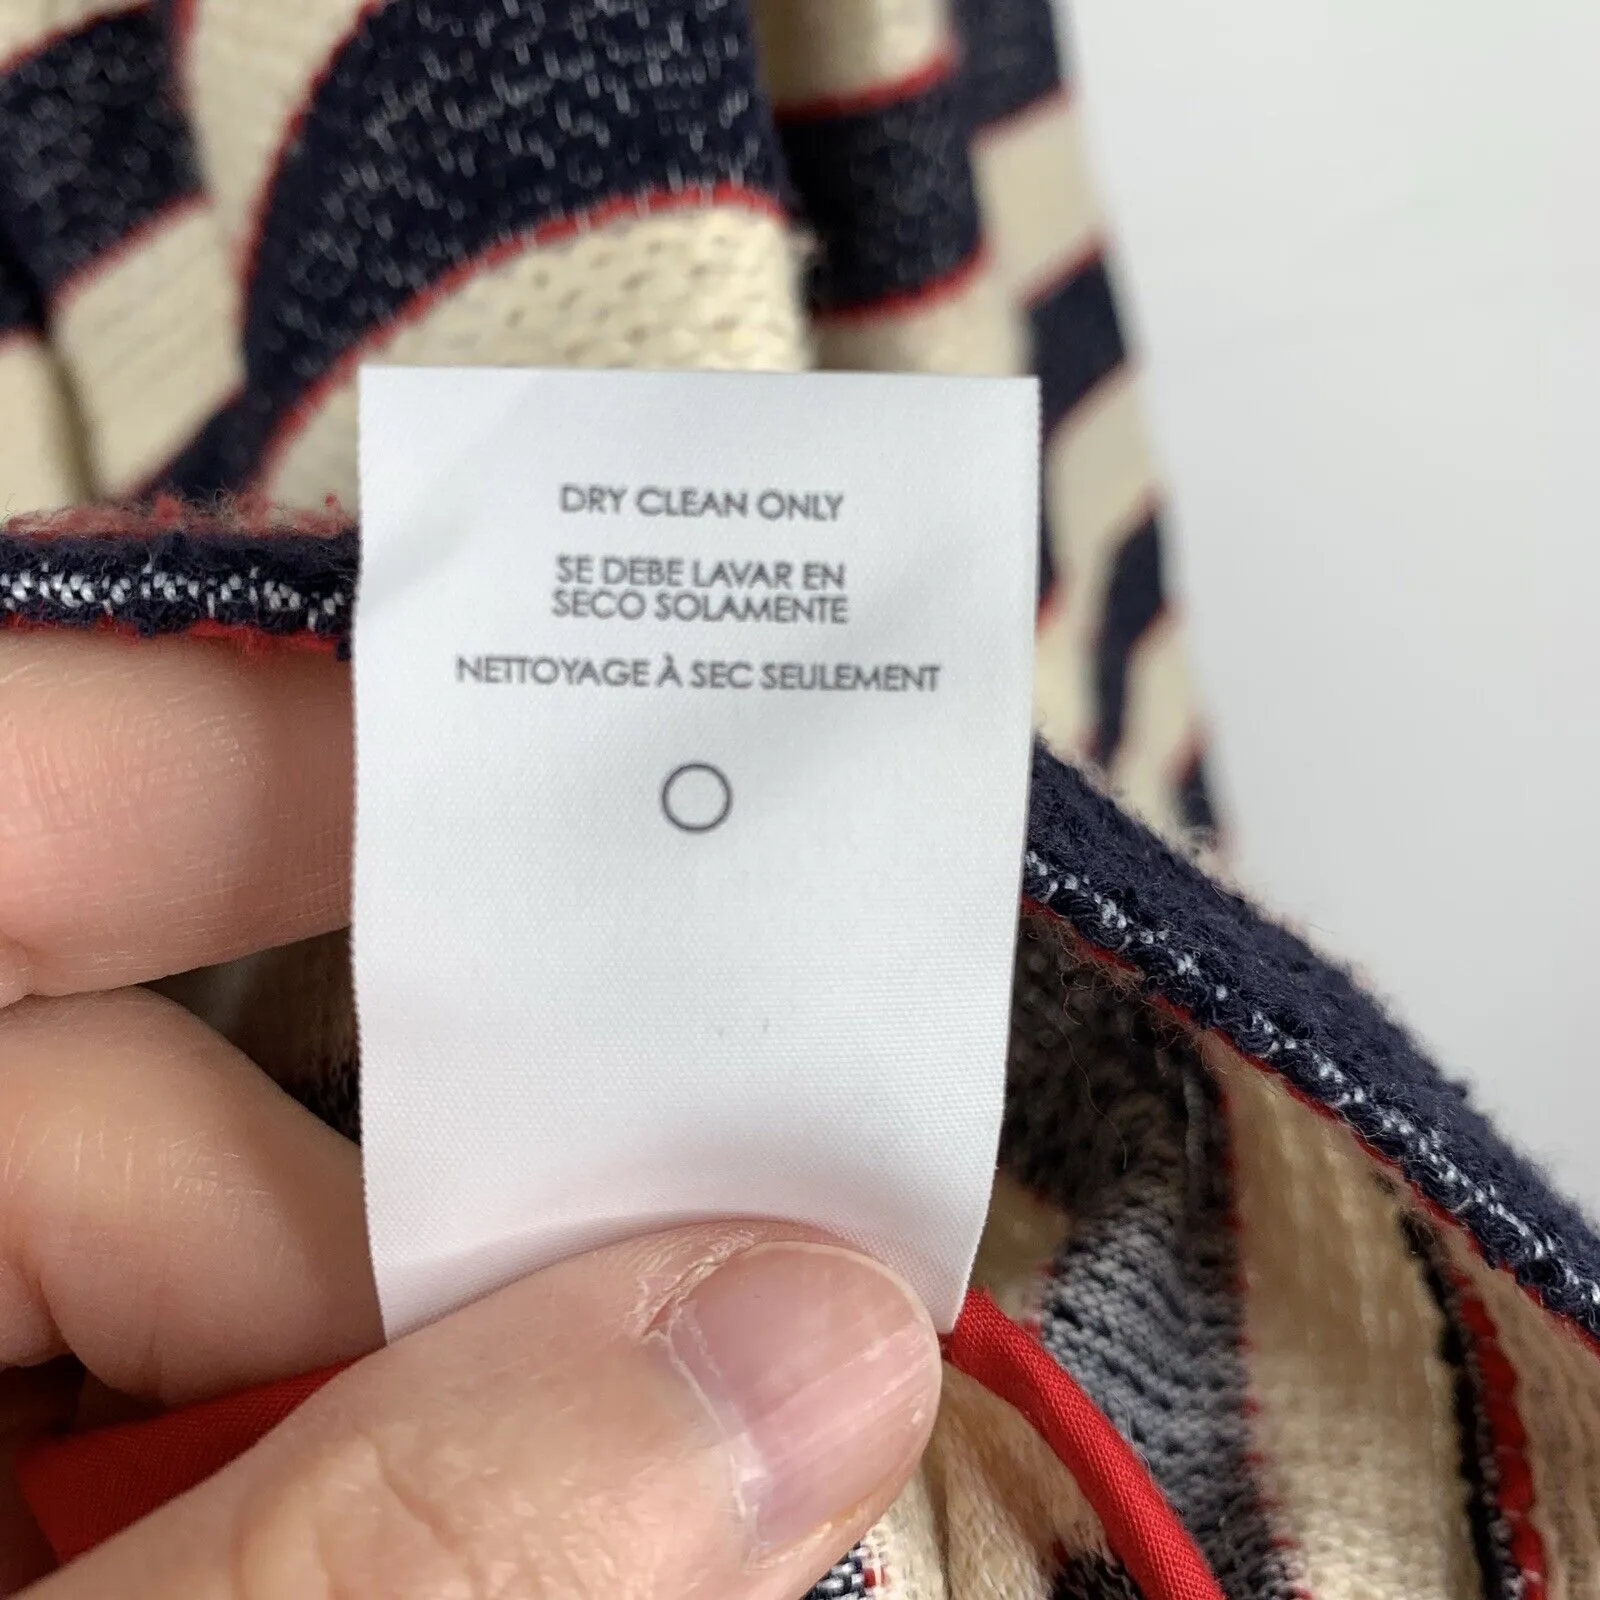 DRY CLEAN ONLY
SE DEBE LAVAR EN
SECO SOLAMENTE
NETTOYAGE À SEC SEULEMENT